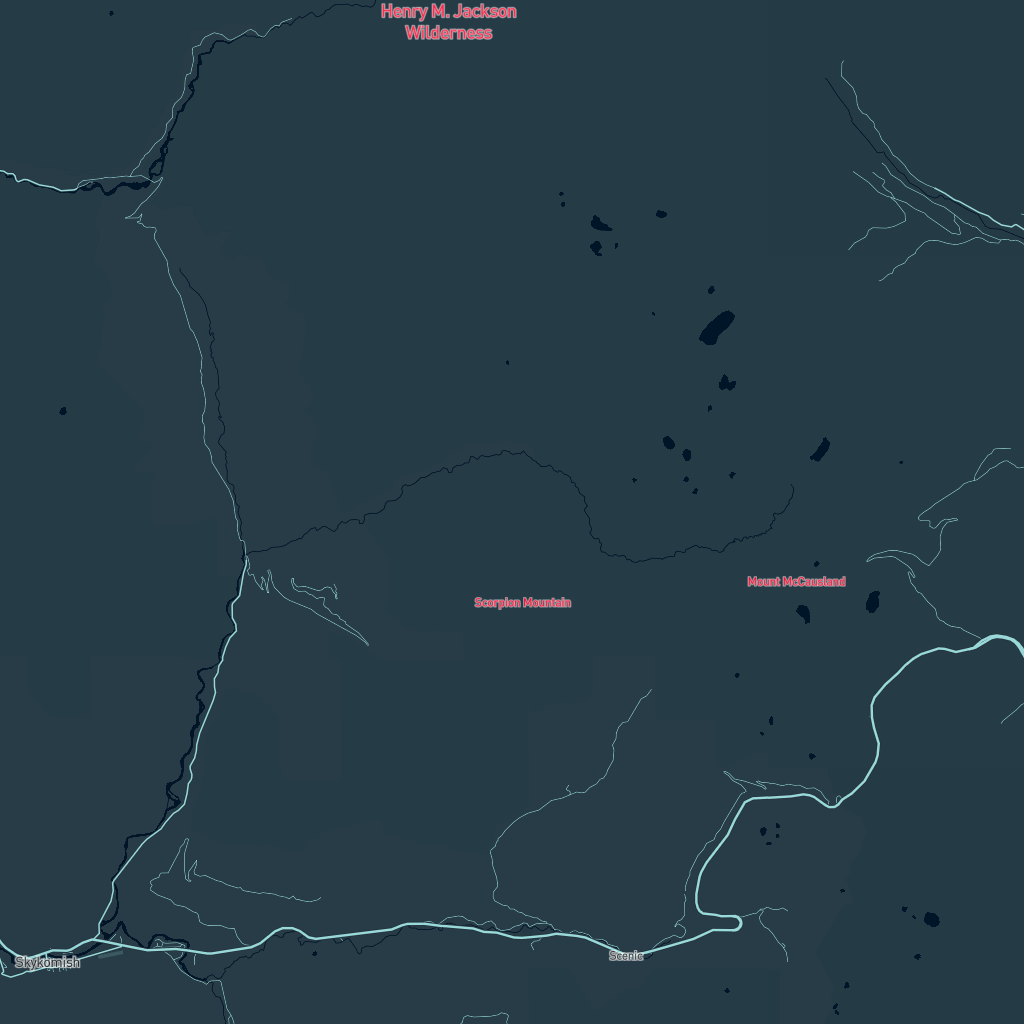 Henry M. Jackson
Wilderness
Mount McCausland
Scorpion Mountain
Scenic
Skykomish